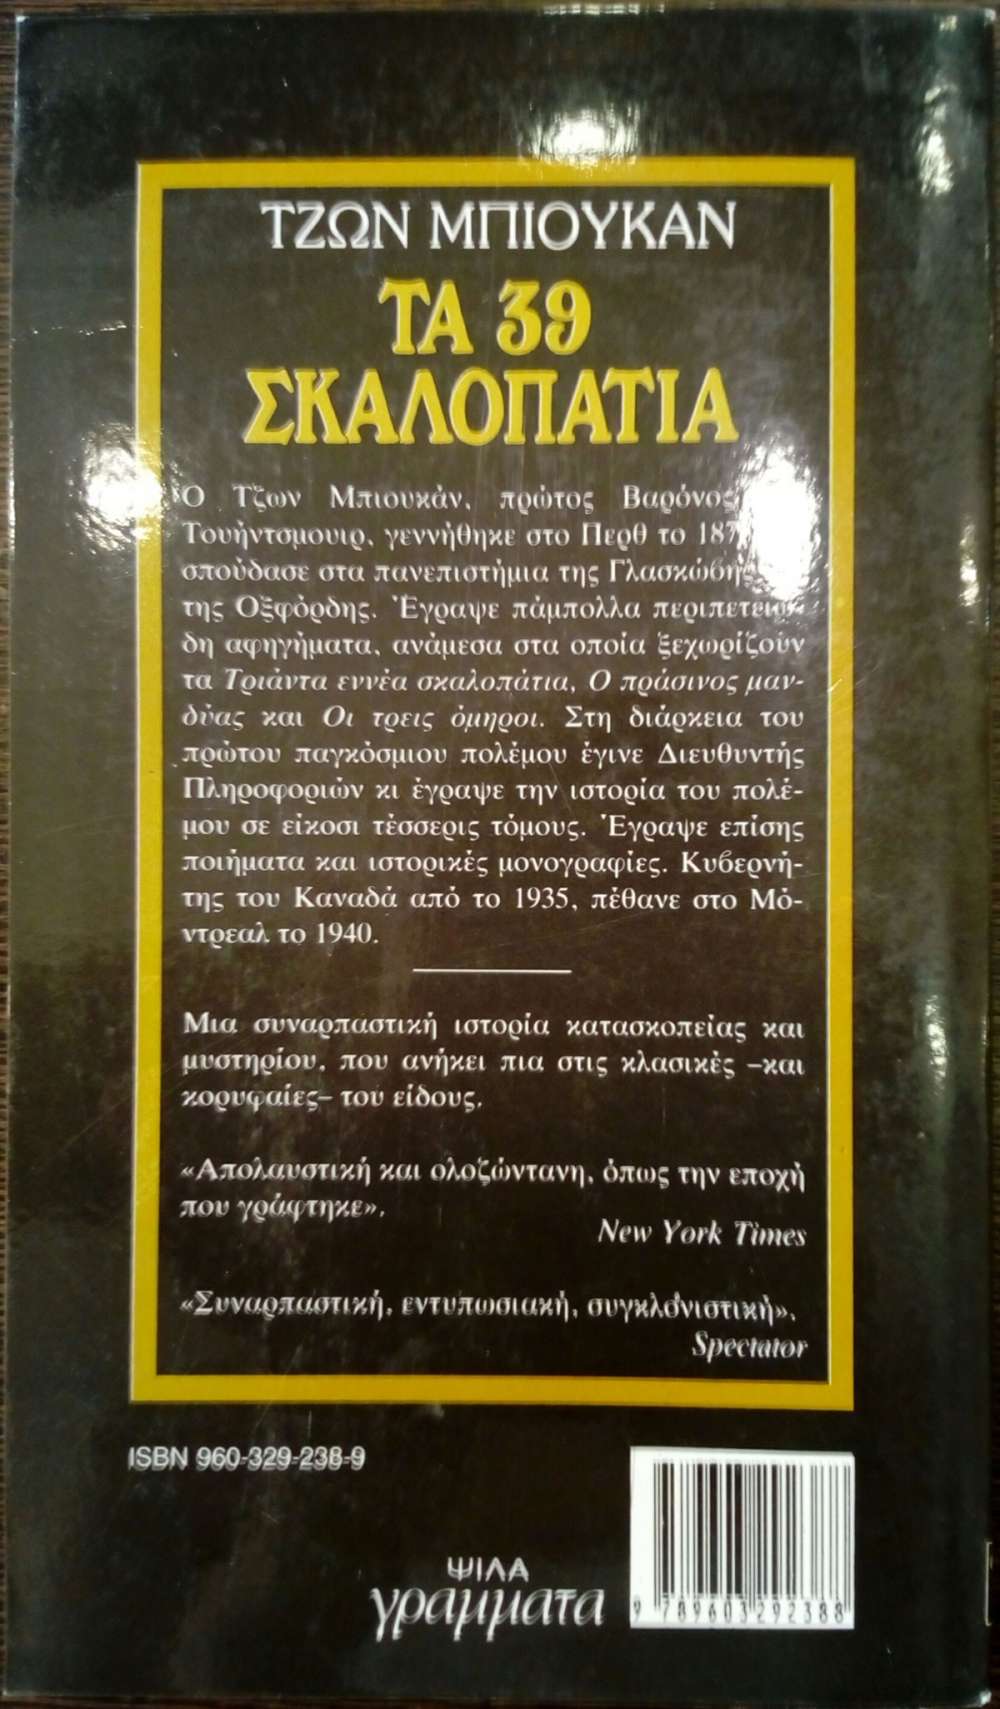 ΤΖΩΝ ΜΠΙΟΥΚΑΝ
ΤΑ 39
ΣΚΑΛΟΠΑΤΙΑ
Ο Τζων Μπιουκάν, πρώτος Βαρόνος
Τουήντσμουιρ, γεννήθηκε στο Περθ το
σπούδασε στα πανεπιστήμια της Γλασκώβης
της Οξφόρδης. Έγραψε πάμπολλα περιπετειώ-
δη αφηγήματα, ανάμεσα στα οποία ξεχωρίζουν
τα Τριάντα εννέα σκαλοπάτια, Ο πράσινος μαν-
δύας και Οι τρεις όμηροι. Στη διάρκεια του
πρώτου παγκόσμιου πολέμου έγινε Διευθυντής
Πληροφοριών κι έγραψε την ιστορία του πολέ-
μου σε είκοσι τέσσερις τόμους. Έγραψε επίσης
ποιήματα και ιστορικές μονογραφίες. Κυβερνή-
της του Καναδά από το 1935, πέθανε στο Μό-
ντρεαλ το 1940.
Μια συναρπαστική ιστορία κατασκοπείας και
μυστηρίου, που ανήκει πια στις κλασικές –και
κορυφαίες– του είδους.
«Απολαυστική και ολοζώντανη, όπως την εποχή
που γράφτηκε».
New York Times
«Συναρπαστική, εντυπωσιακή, συγκλονιστική».
Spectator
ISBN 960-329-238-9
ΨΙΛΑ
γράμματα
9 789603 292388